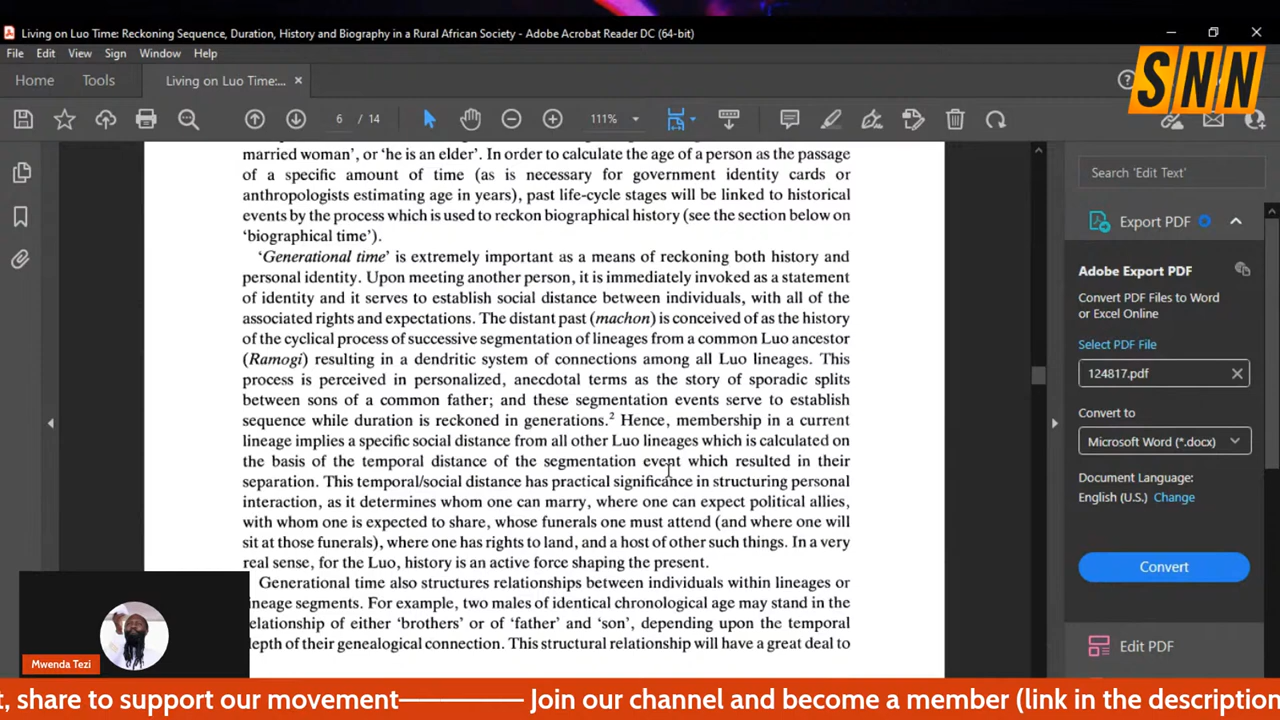 Living on Luo Time: Reckoning Sequence, Duration, History and Biography in a Rural African Society - Adobe Acrobat Reader DC (64-bit)
File Edit View Sign Window Help
Home Tools Living on Luo Time:... ×
SNN
6 / 14 111%
married woman', or 'he is an elder'. In order to calculate the age of a person as the passage
of a specific amount of time (as is necessary for government identity cards or
anthropologists estimating age in years), past life-cycle stages will be linked to historical
events by the process which is used to reckon biographical history (see the section below on
'biographical time').
'Generational time' is extremely important as a means of reckoning both history and
personal identity. Upon meeting another person, it is immediately invoked as a statement
of identity and it serves to establish social distance between individuals, with all of the
associated rights and expectations. The distant past (machon) is conceived of as the history
of the cyclical process of successive segmentation of lineages from a common Luo ancestor
(Ramogi) resulting in a dendritic system of connections among all Luo lineages. This
process is perceived in personalized, anecdotal terms as the story of sporadic splits
between sons of a common father; and these segmentation events serve to establish
sequence while duration is reckoned in generations.2 Hence, membership in a current
lineage implies a specific social distance from all other Luo lineages which is calculated on
the basis of the temporal distance of the segmentation event which resulted in their
separation. This temporal/social distance has practical significance in structuring personal
interaction, as it determines whom one can marry, where one can expect political allies,
with whom one is expected to share, whose funerals one must attend (and where one will
sit at those funerals), where one has rights to land, and a host of other such things. In a very
real sense, for the Luo, history is an active force shaping the present.
Generational time also structures relationships between individuals within lineages or
ineage segments. For example, two males of identical chronological age may stand in the
elationship of either 'brothers' or of 'father' and 'son', depending upon the temporal
epth of their genealogical connection. This structural relationship will have a great deal to
Search 'Edit Text'
Export PDF
Adobe Export PDF
Convert PDF Files to Word
or Excel Online
Select PDF File
124817.pdf
Convert to
Microsoft Word (*.docx)
Document Language:
English (U.S.) Change
Convert
Edit PDF
Mwenda Tezi
t, share to support our movement———— Join our channel and become a member (link in the description